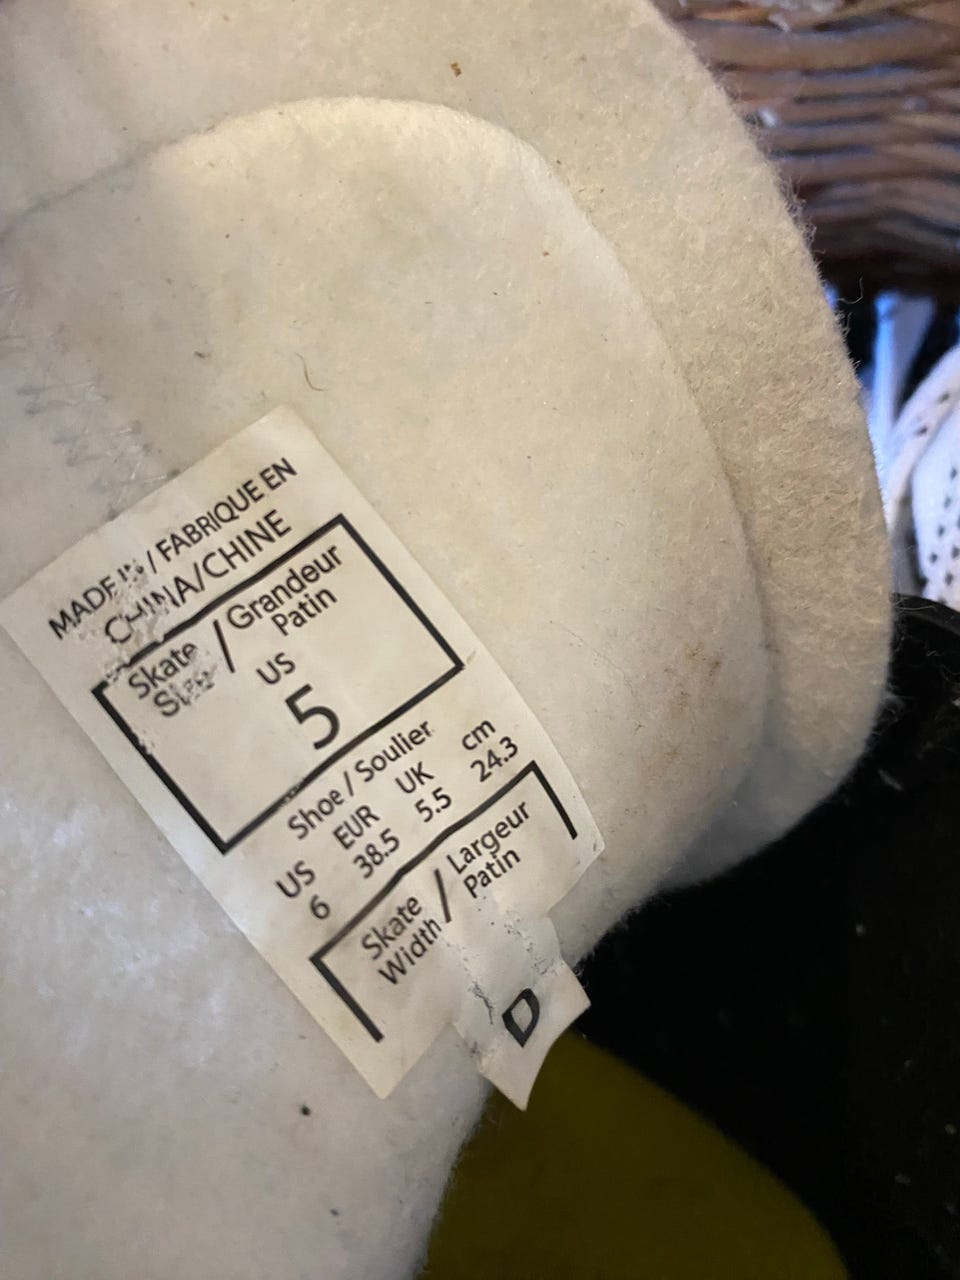 MADE IN / FABRIQUE EN
CHINA/CHINE
Skate / Grandeur
Size Patin
US
5
Shoe / Soulier
US EUR UK cm
6 38.5 5.5 24.3
Skate / Largeur
Width Patin
D